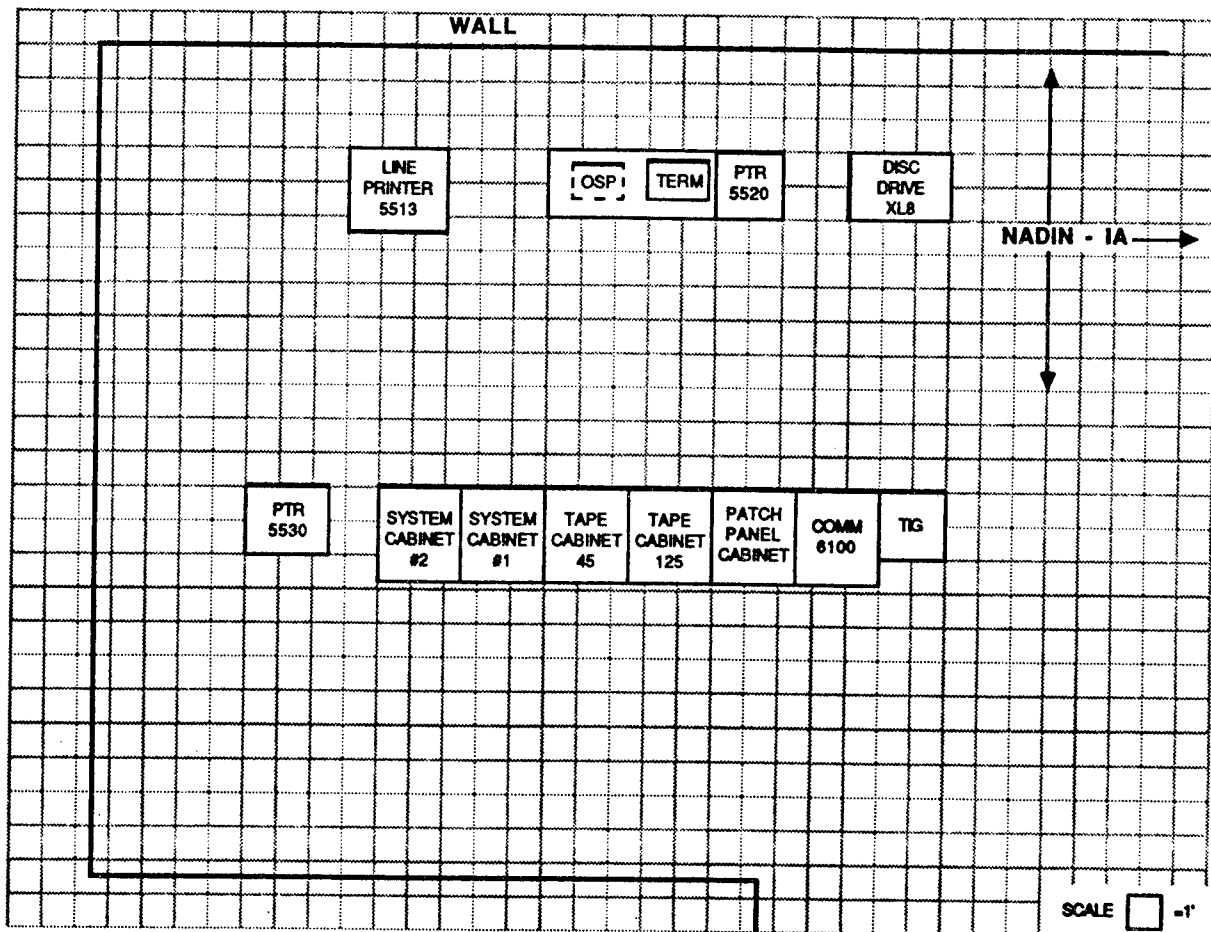 WALL
LINE
PRINTER
5513
OSP
TERM
PTR
5520
DISC
DRIVE
XL8
NADIN - IA
PTR
5530
SYSTEM
CABINET
#2
SYSTEM
CABINET
#1
TAPE
CABINET
45
TAPE
CABINET
125
PATCH
PANEL
CABINET
COMM
6100
TIG
SCALE =1'